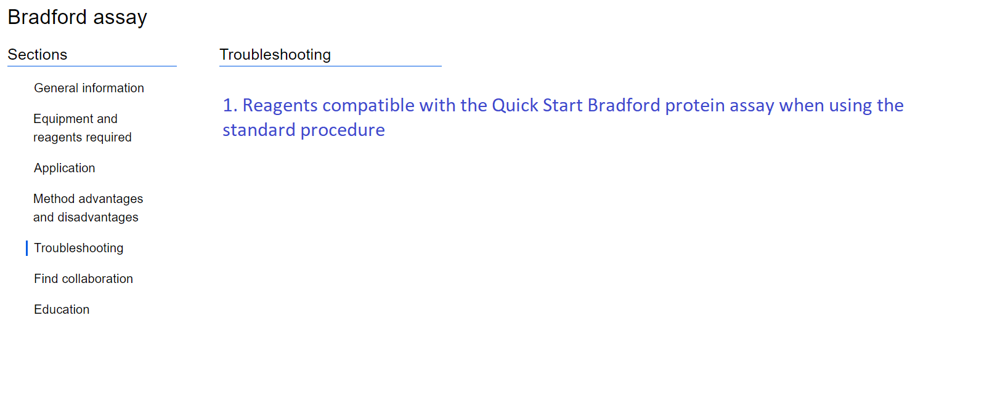 Bradford assay
Sections
General information
Equipment and
reagents required
Application
Method advantages
and disadvantages
Troubleshooting
Find collaboration
Education
Troubleshooting
1. Reagents compatible with the Quick Start Bradford protein assay when using the
standard procedure